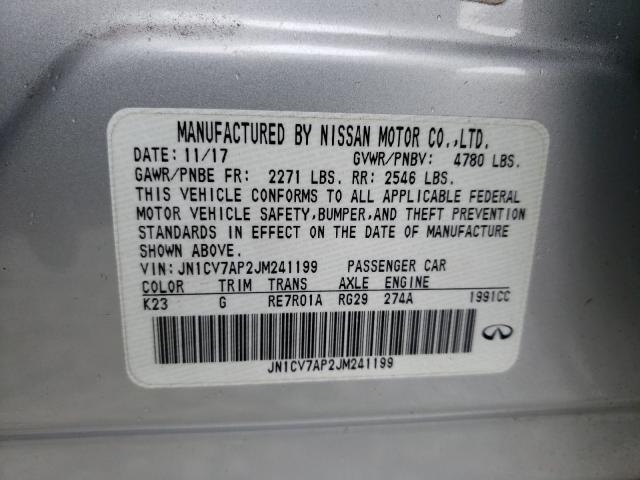 MANUFACTURED BY NISSAN MOTOR CO.,LTD.
DATE: 11/17 GVWR/PNBV: 4780 LBS.
GAWR/PNBE FR: 2271 LBS. RR: 2546 LBS.
THIS VEHICLE CONFORMS TO ALL APPLICABLE FEDERAL
MOTOR VEHICLE SAFETY,BUMPER,AND THEFT PREVENTION
STANDARDS IN EFFECT ON THE DATE OF MANUFACTURE
SHOWN ABOVE.
VIN: JN1CV7AP2JM241199 PASSENGER CAR
COLOR TRIM TRANS AXLE ENGINE
K23 G RE7R01A RG29 274A 1991CC
JN1CV7AP2JM241199